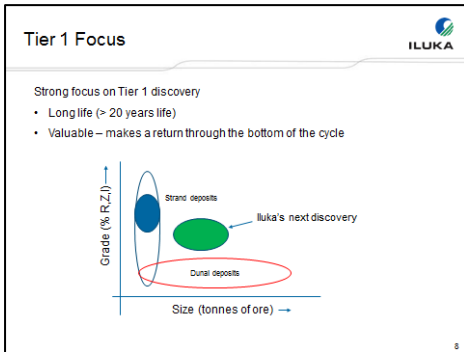 Tier 1 Focus
ILUKA
Strong focus on Tier 1 discovery
• Long life (> 20 years life)
• Valuable – makes a return through the bottom of the cycle
Grade (% R,Z,I)
Strand deposits
Iluka's next discovery
Dunal deposits
Size (tonnes of ore)
8